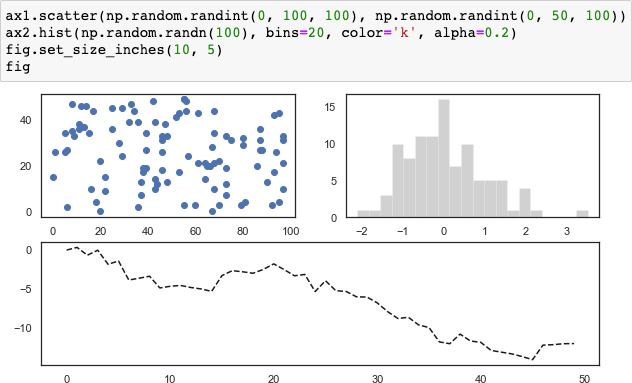 ax1.scatter(np.random.randint(0, 100, 100), np.random.randint(0, 50, 100))
ax2.hist(np.random.randn(100), bins=20, color='k', alpha=0.2)
fig.set_size_inches(10, 5)
fig
40
20
0
0 20 40 60 80 100
15
10
5
0
−2 −1 0 1 2 3
0
−5
−10
0 10 20 30 40 50